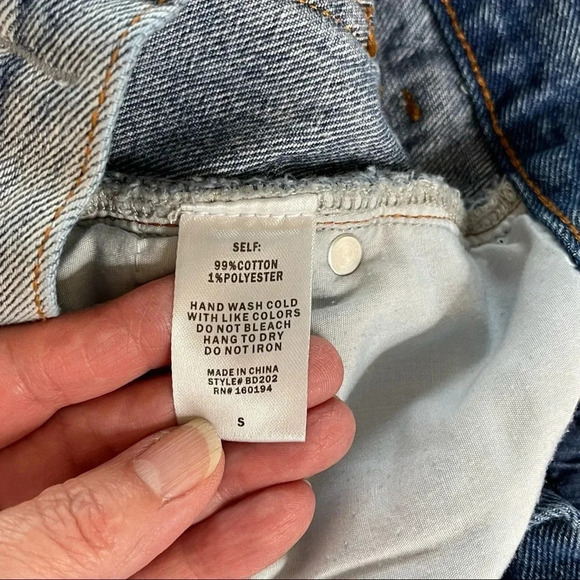 SELF:
99%COTTON
1%POLYESTER
HAND WASH COLD
WITH LIKE COLORS
DO NOT BLEACH
HANG TO DRY
DO NOT IRON
MADE IN CHINA
STYLE# BD202
RN# 160194
S